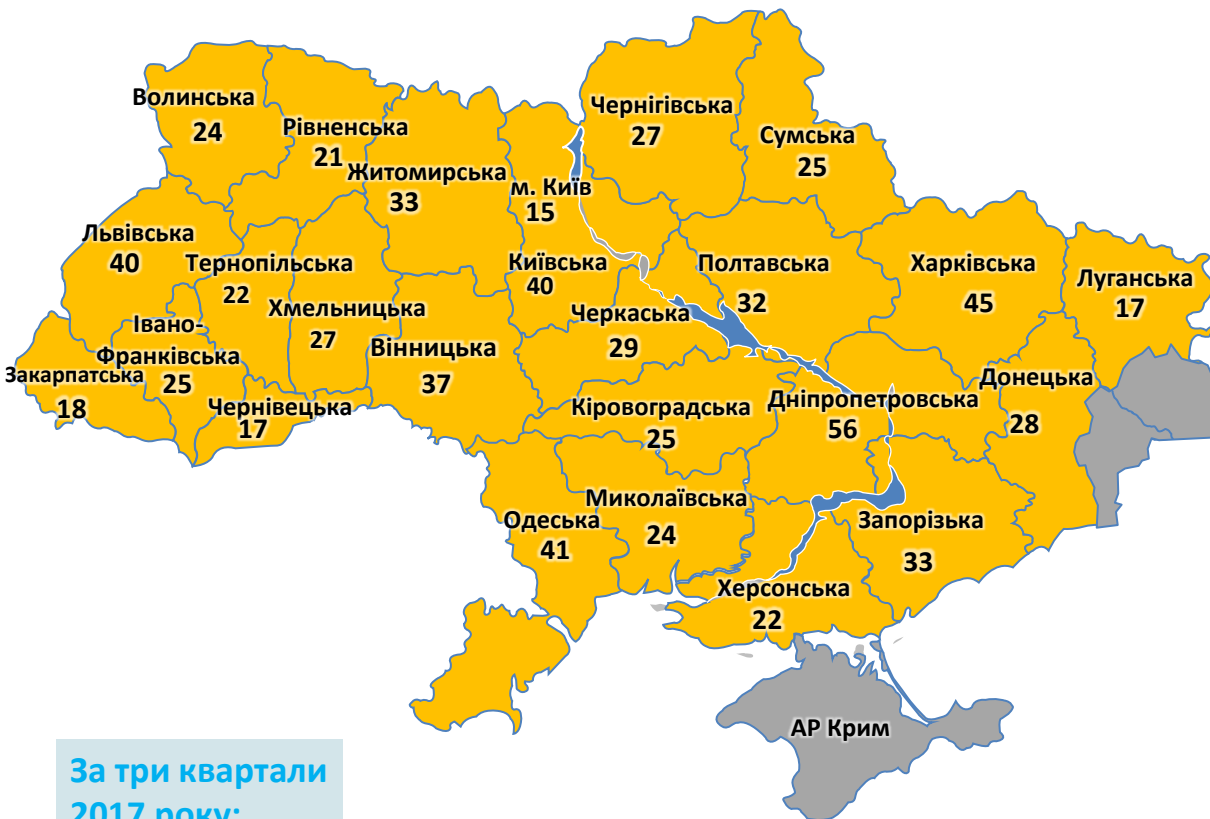 Волинська
24
Рівненська
21
Житомирська
33
м. Київ
15
Чернігівська
27
Сумська
25
Львівська
40
Тернопільська
22
Хмельницька
27
Київська
40
Черкаська
29
Полтавська
32
Харківська
45
Луганська
17
Івано-
Франківська
25
Закарпатська
18
Чернівецька
17
Вінницька
37
Кіровоградська
25
Дніпропетровська
56
Донецька
28
Одеська
41
Миколаївська
24
Запорізька
33
Херсонська
22
АР Крим
За три квартали
2017 року: